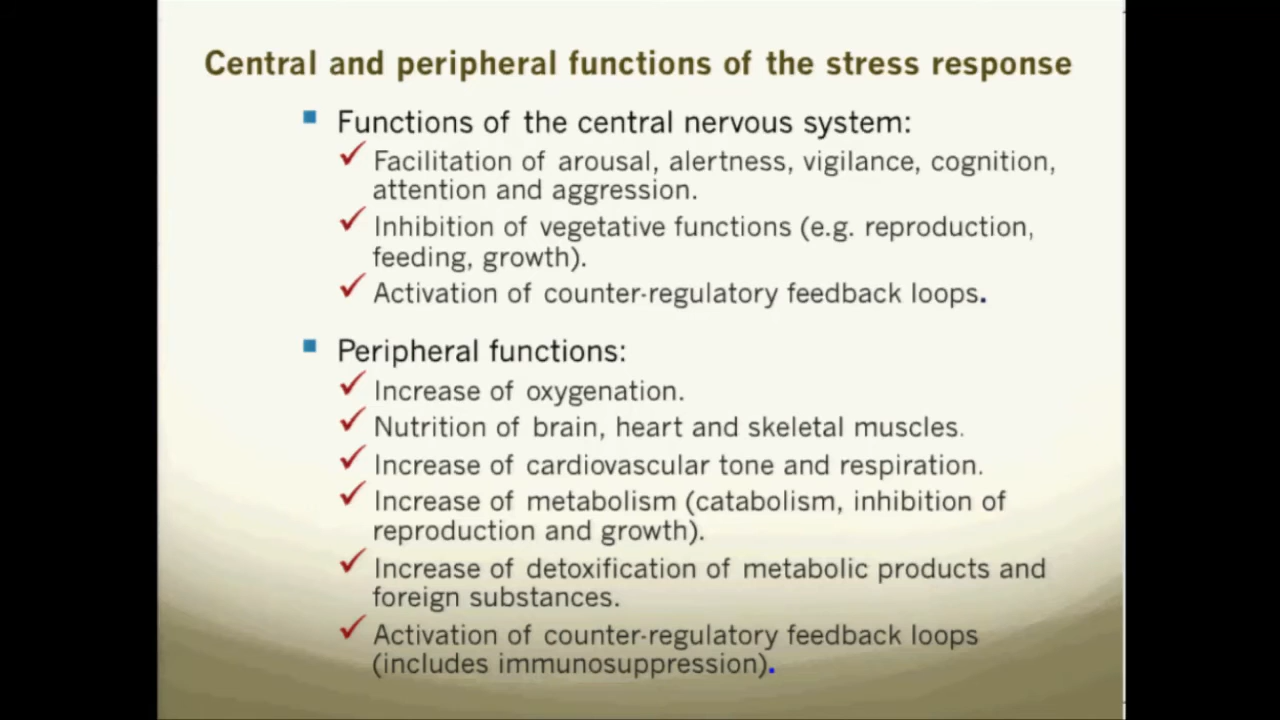 Central and peripheral functions of the stress response
Functions of the central nervous system:
Facilitation of arousal, alertness, vigilance, cognition,
attention and aggression.
Inhibition of vegetative functions (e.g. reproduction,
feeding, growth).
Activation of counter-regulatory feedback loops.
Peripheral functions:
Increase of oxygenation.
Nutrition of brain, heart and skeletal muscles.
Increase of cardiovascular tone and respiration.
Increase of metabolism (catabolism, inhibition of
reproduction and growth).
Increase of detoxification of metabolic products and
foreign substances.
Activation of counter-regulatory feedback loops
(includes immunosuppression).